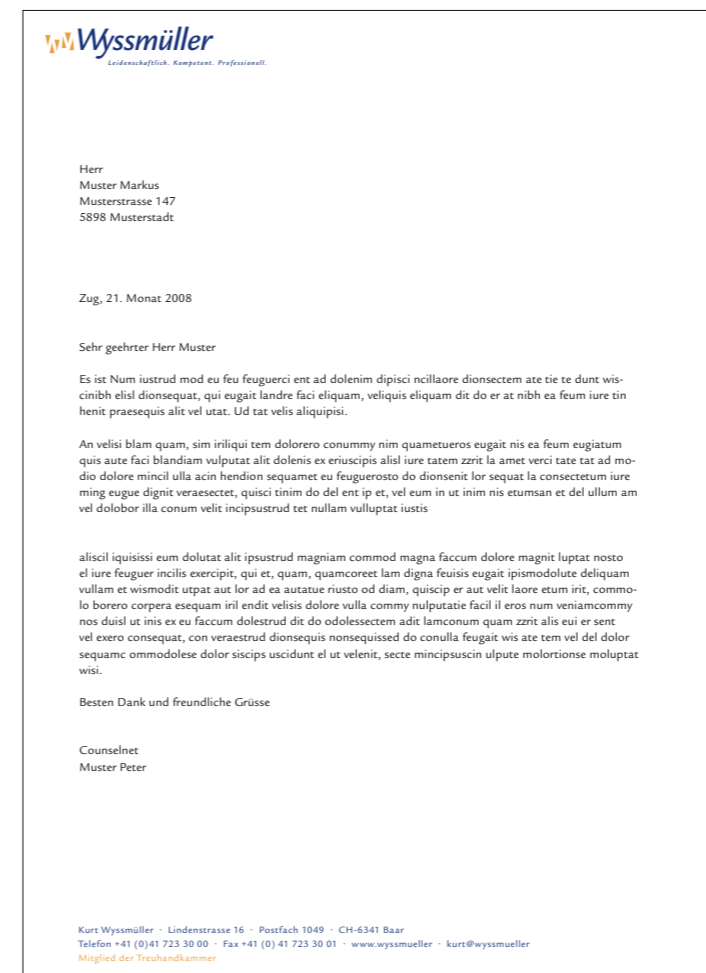 Wyssmüller
Leidenschaftlich. Kompetent. Professionell.
Herr
Muster Markus
Musterstrasse 147
5898 Musterstadt
Zug, 21. Monat 2008
Sehr geehrter Herr Muster
Es ist Num iustrud mod eu feu feuguerci ent ad dolenim dipisci ncillaore dionsectem ate tie te dunt wis-
cinibh elisl dionsequat, qui eugait landre faci eliquam, veliquis eliquam dit do er at nibh ea feum iure tin
henit praesequis alit vel utat. Ud tat velis aliquipisi.
An velisi blam quam, sim iriliqui tem dolorero conummy nim quametueros eugait nis ea feum eugiatum
quis aute faci blandiam vulputat alit dolenis ex eriuscipis alisl iure tatem zzrit la amet verci tate tat ad mo-
dio dolore mincil ulla acin hendion sequamet eu feuguerosto do dionsenit lor sequat la consectetum iure
ming eugue dignit veraesectet, quisci tinim do del ent ip et, vel eum in ut inim nis etumsan et del ullum am
vel dolobor illa conum velit incipsustrud tet nullam vulluptat iustis
aliscil iquisissi eum dolutat alit ipsustrud magniam commod magna faccum dolore magnit luptat nosto
el iure feuguer incilis exercipit, qui et, quam, quamcoreet lam digna feuisis eugait ipismodolute deliquam
vullam et wismodit utpat aut lor ad ea autatue riusto od diam, quiscip er aut velit laore etum irit, commo-
lo borero corpera esequam iril endit velisis dolore vulla commy nulputatie facil il eros num veniamcommy
nos duisl ut inis ex eu faccum dolestrud dit do odolessectem adit lamconum quam zzrit alis eui er sent
vel exero consequat, con veraestrud dionsequis nonsequissed do conulla feugait wis ate tem vel del dolor
sequamc ommodolese dolor siscips uscidunt el ut velenit, secte mincipsuscin ulpute molortionse moluptat
wisi.
Besten Dank und freundliche Grüsse
Counselnet
Muster Peter
Kurt Wyssmüller · Lindenstrasse 16 · Postfach 1049 · CH-6341 Baar
Telefon +41 (0)41 723 30 00 · Fax +41 (0) 41 723 30 01 · www.wyssmueller · kurt@wyssmueller
Mitglied der Treuhandkammer